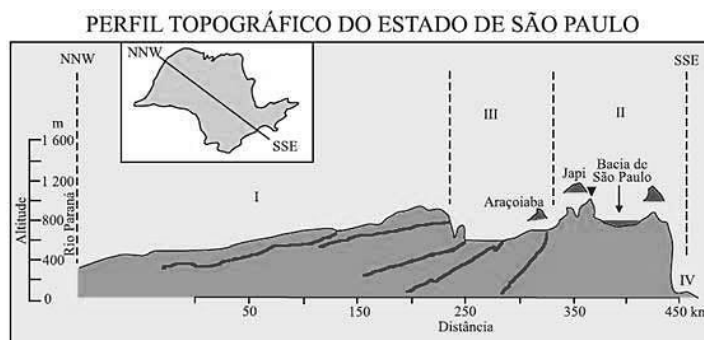 PERFIL TOPOGRÁFICO DO ESTADO DE SÃO PAULO
NNW
NNW
SSE
SSE
m
1 600
1 200
800
400
0
Altitude
Rio Paraná
I
III
II
IV
Araçoiaba
Japi
Bacia de
São Paulo
50
150
250
350
450 km
Distância